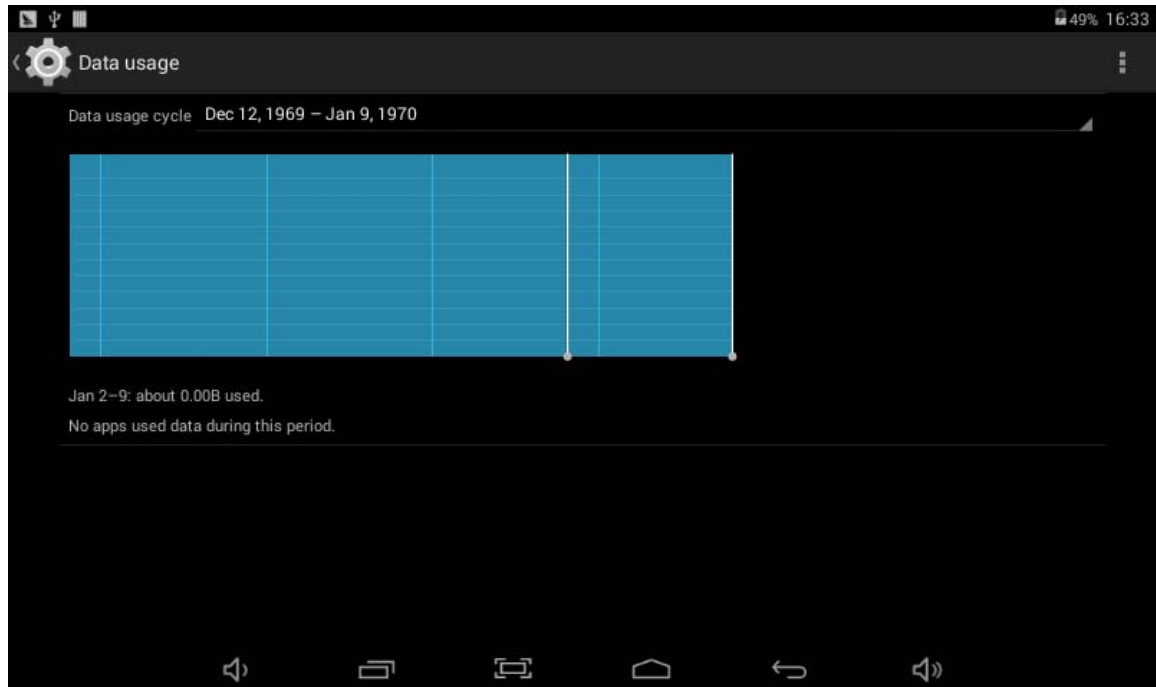 49% 16:33
Data usage
Data usage cycle Dec 12, 1969 – Jan 9, 1970
Jan 2–9: about 0.00B used.
No apps used data during this period.